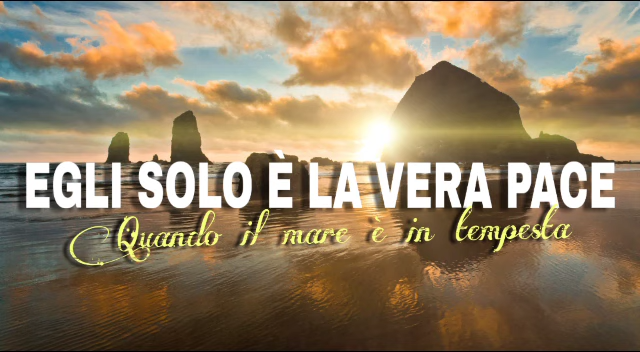 EGLI SOLO È LA VERA PACE
Quando il mare è in tempesta